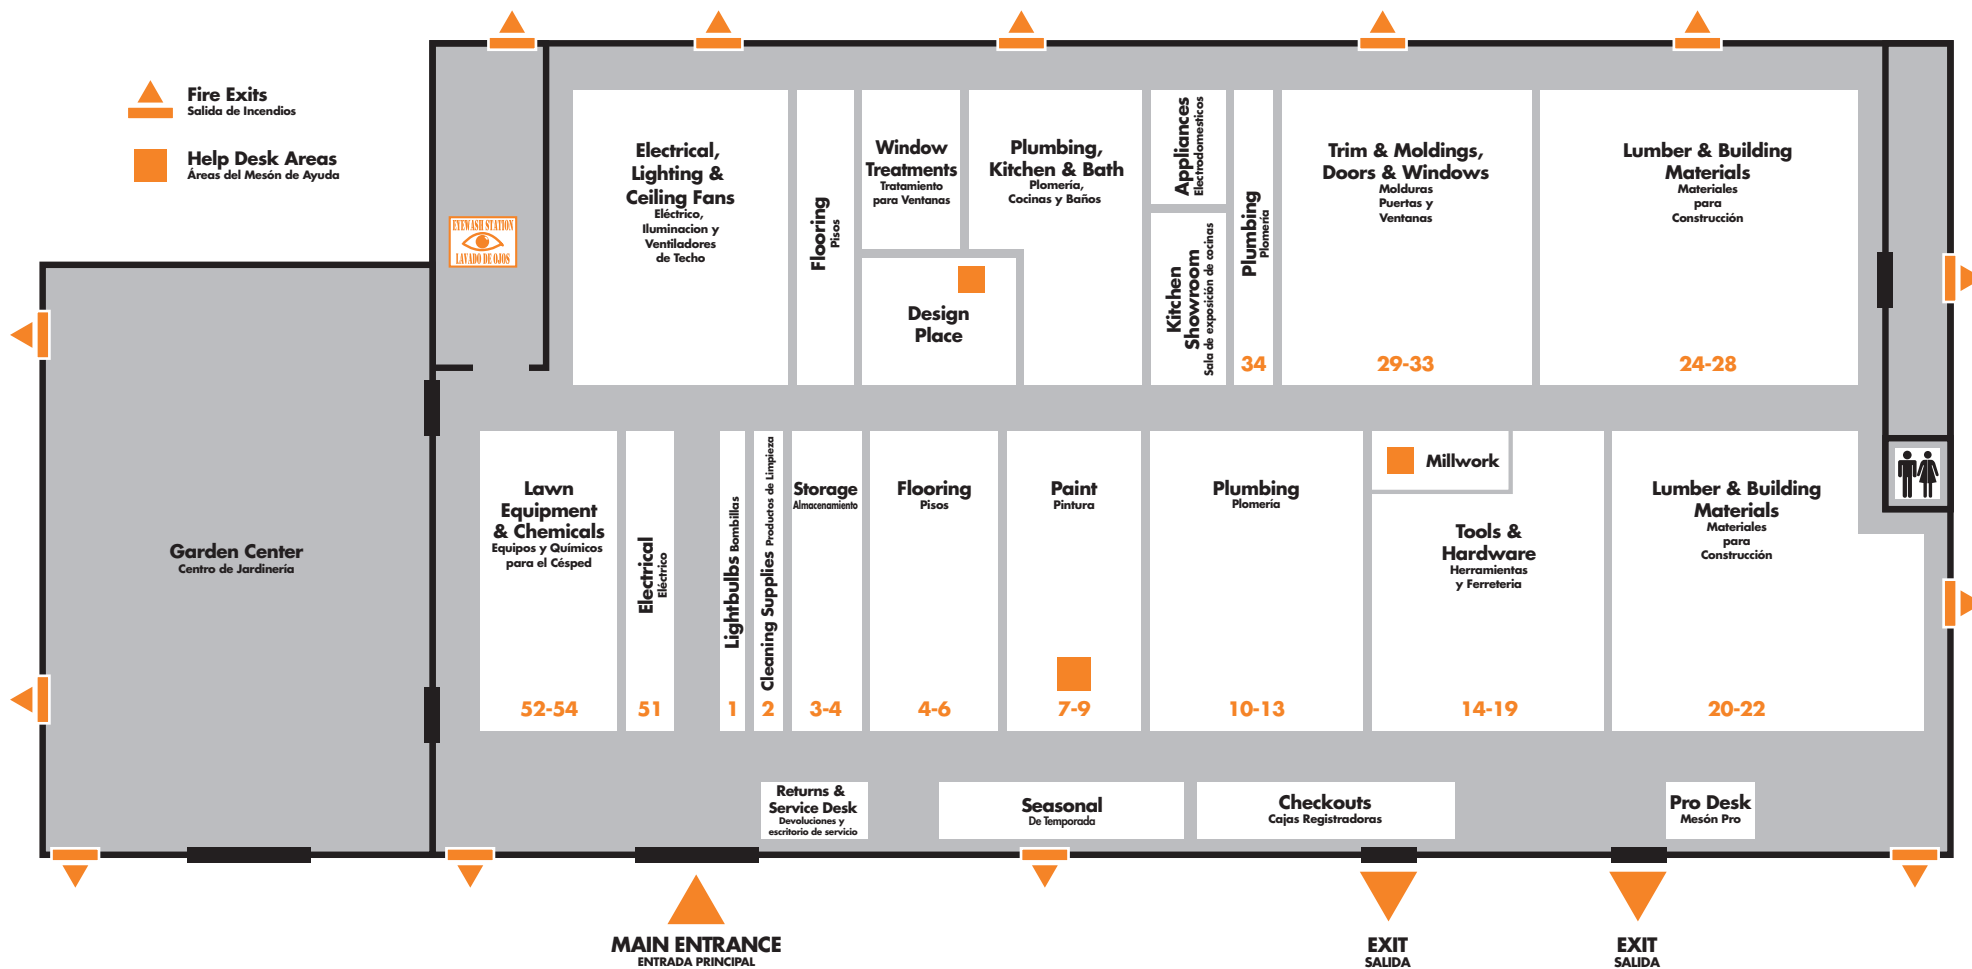 Fire Exits
Salida de Incendios
Help Desk Areas
Áreas del Mesón de Ayuda
EYEWASH STATION
LAVADO DE OJOS
Electrical,
Lighting &
Ceiling Fans
Eléctrico,
Iluminacion y
Ventiladores
de Techo
Flooring
Pisos
Window
Treatments
Tratamiento
para Ventanas
Plumbing,
Kitchen & Bath
Plomería,
Cocinas y Baños
Design
Place
Appliances
Electrodomesticos
Kitchen
Showroom
Sala de exposición de cocinas
Plumbing
Plomería
34
Trim & Moldings,
Doors & Windows
Molduras
Puertas y
Ventanas
29-33
Lumber & Building
Materials
Materiales
para
Construcción
24-28
Garden Center
Centro de Jardinería
Lawn
Equipment
& Chemicals
Equipos y Químicos
para el Césped
52-54
Electrical
Eléctrico
51
Lightbulbs Bombillas
1
Cleaning Supplies Productos de Limpieza
2
Storage
Almacenamiento
3-4
Flooring
Pisos
4-6
Paint
Pintura
7-9
Plumbing
Plomería
10-13
Millwork
Tools &
Hardware
Herramientas
y Ferreteria
14-19
Lumber & Building
Materials
Materiales
para
Construcción
20-22
Returns &
Service Desk
Devoluciones y
escritorio de servicio
Seasonal
De Temporada
Checkouts
Cajas Registradoras
Pro Desk
Mesón Pro
MAIN ENTRANCE
ENTRADA PRINCIPAL
EXIT
SALIDA
EXIT
SALIDA